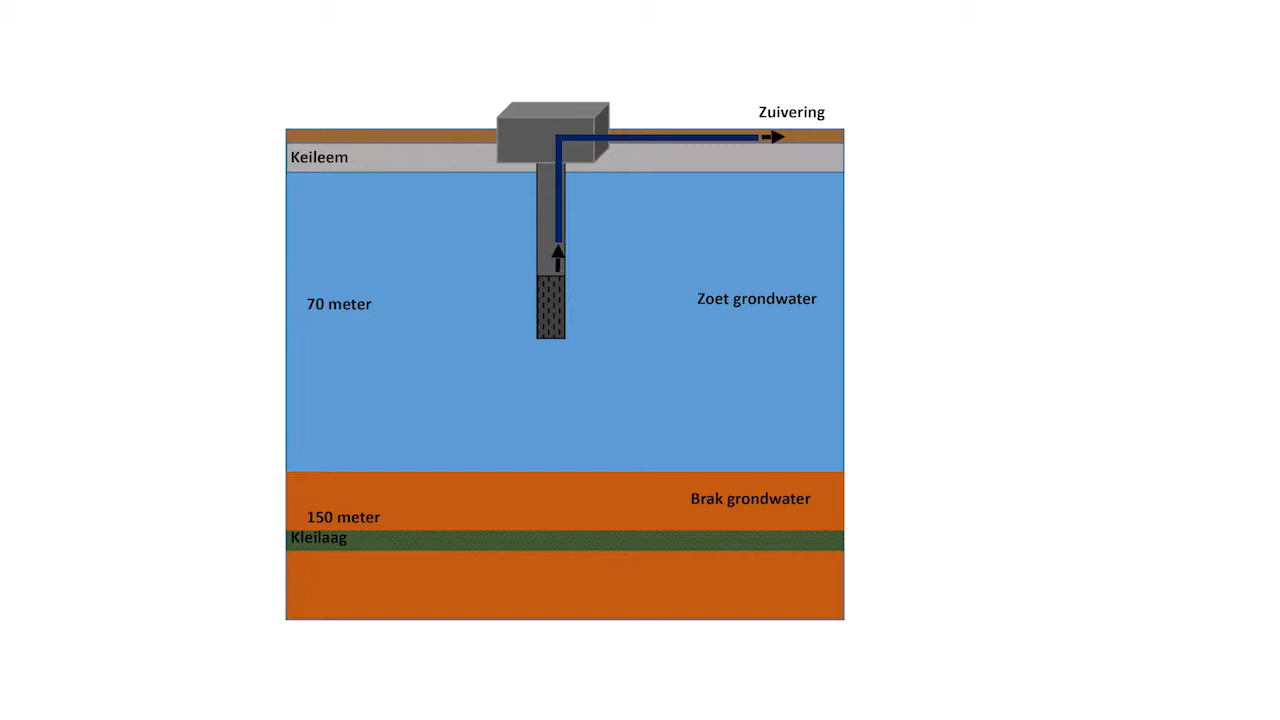 Zuivering
Keileem
70 meter
Zoet grondwater
Brak grondwater
150 meter
Kleilaag